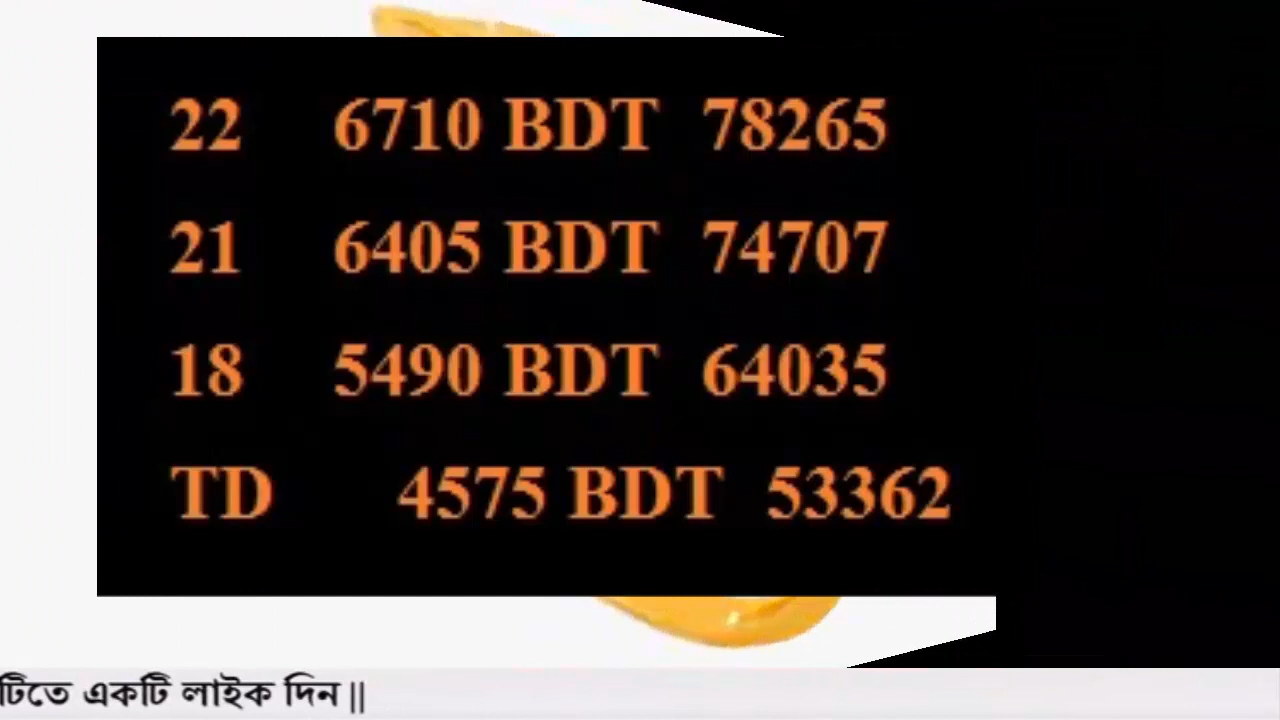 22 6710 BDT 78265
21 6405 BDT 74707
18 5490 BDT 64035
TD 4575 BDT 53362
টিতে একটি লাইক দিন ||